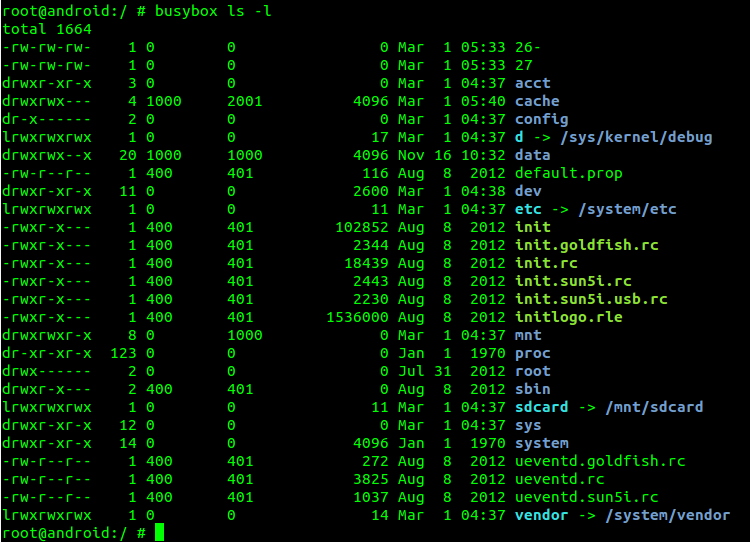 root@android:/ # busybox ls -l
total 1664
-rw-rw-rw-    1 0        0                0 Mar  1 05:33 26-
-rw-rw-rw-    1 0        0                0 Mar  1 05:33 27
drwxr-xr-x    3 0        0                0 Mar  1 04:37 acct
drwxrwx---    4 1000     2001          4096 Mar  1 05:40 cache
dr-x------    2 0        0                0 Mar  1 04:37 config
lrwxrwxrwx    1 0        0               17 Mar  1 04:37 d -> /sys/kernel/debug
drwxrwx--x   20 1000     1000          4096 Nov 16 10:32 data
-rw-r--r--    1 400      401            116 Aug  8  2012 default.prop
drwxr-xr-x   11 0        0             2600 Mar  1 04:38 dev
lrwxrwxrwx    1 0        0               11 Mar  1 04:37 etc -> /system/etc
-rwxr-x---    1 400      401         102852 Aug  8  2012 init
-rwxr-x---    1 400      401           2344 Aug  8  2012 init.goldfish.rc
-rwxr-x---    1 400      401          18439 Aug  8  2012 init.rc
-rwxr-x---    1 400      401           2443 Aug  8  2012 init.sun5i.rc
-rwxr-x---    1 400      401           2230 Aug  8  2012 init.sun5i.usb.rc
-rwxr-x---    1 400      401        1536000 Aug  8  2012 initlogo.rle
drwxrwxr-x    8 0        1000             0 Mar  1 04:37 mnt
dr-xr-xr-x  123 0        0                0 Jan  1  1970 proc
drwx------    2 0        0                0 Jul 31  2012 root
drwxr-x---    2 400      401              0 Aug  8  2012 sbin
lrwxrwxrwx    1 0        0               11 Mar  1 04:37 sdcard -> /mnt/sdcard
drwxr-xr-x   12 0        0                0 Mar  1 04:37 sys
drwxr-xr-x   14 0        0             4096 Jan  1  1970 system
-rw-r--r--    1 400      401            272 Aug  8  2012 ueventd.goldfish.rc
-rw-r--r--    1 400      401           3825 Aug  8  2012 ueventd.rc
-rw-r--r--    1 400      401           1037 Aug  8  2012 ueventd.sun5i.rc
lrwxrwxrwx    1 0        0               14 Mar  1 04:37 vendor -> /system/vendor
root@android:/ #